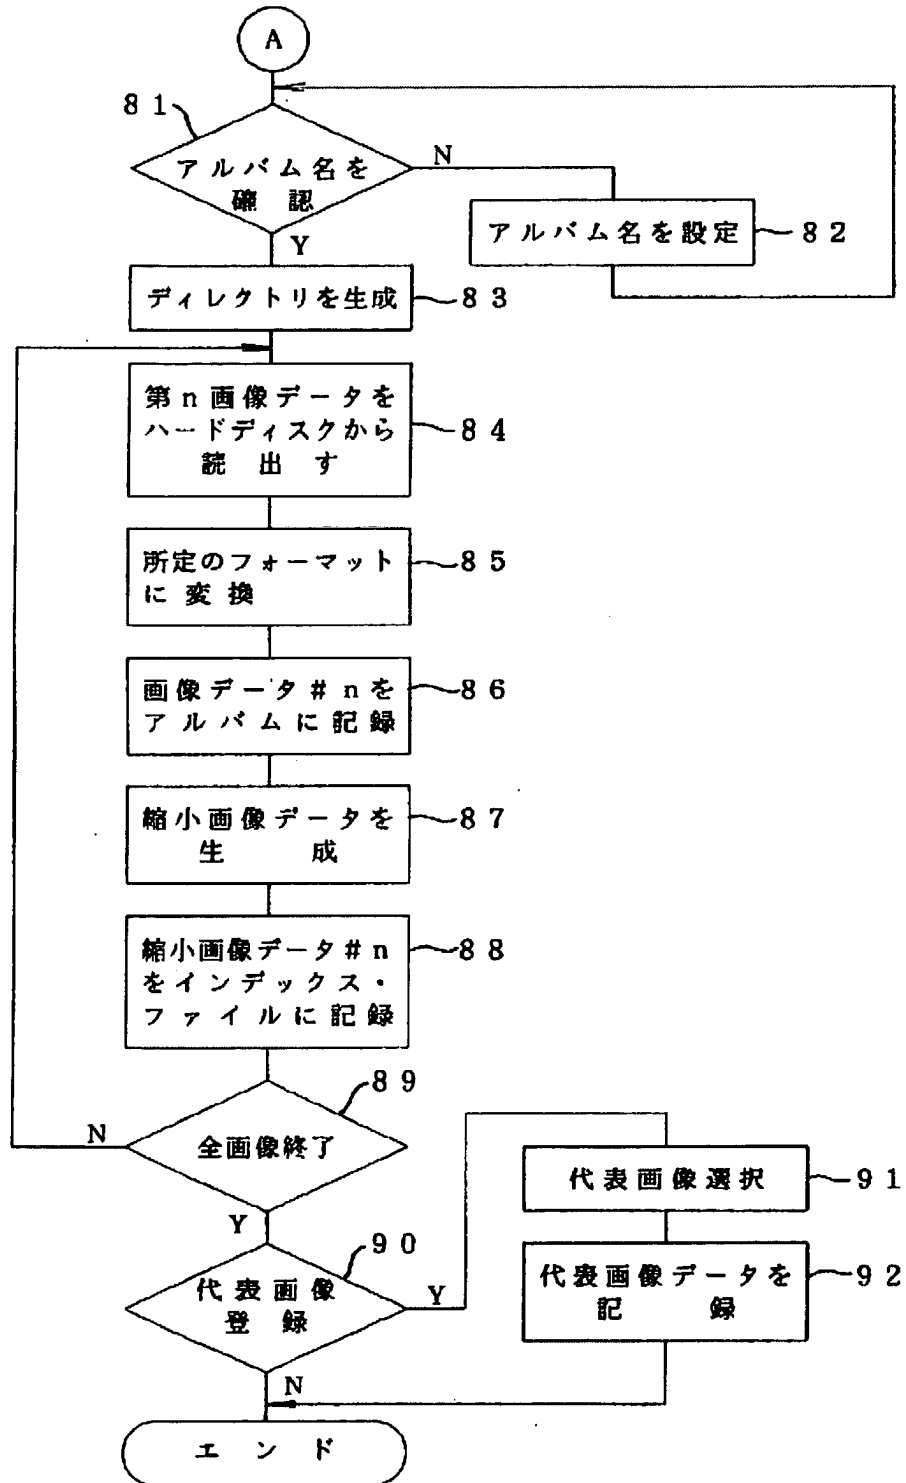 A
81
アルバム名を
確認
N
Y
アルバム名を設定
82
ディレクトリを生成
83
第n画像データを
ハードディスクから
読出す
84
所定のフォーマット
に変換
85
画像データ#nを
アルバムに記録
86
縮小画像データを
生成
87
縮小画像データ#n
をインデックス・
ファイルに記録
88
89
全画像終了
N
Y
90
代表画像
登録
Y
N
代表画像選択
91
代表画像データを
記録
92
エンド